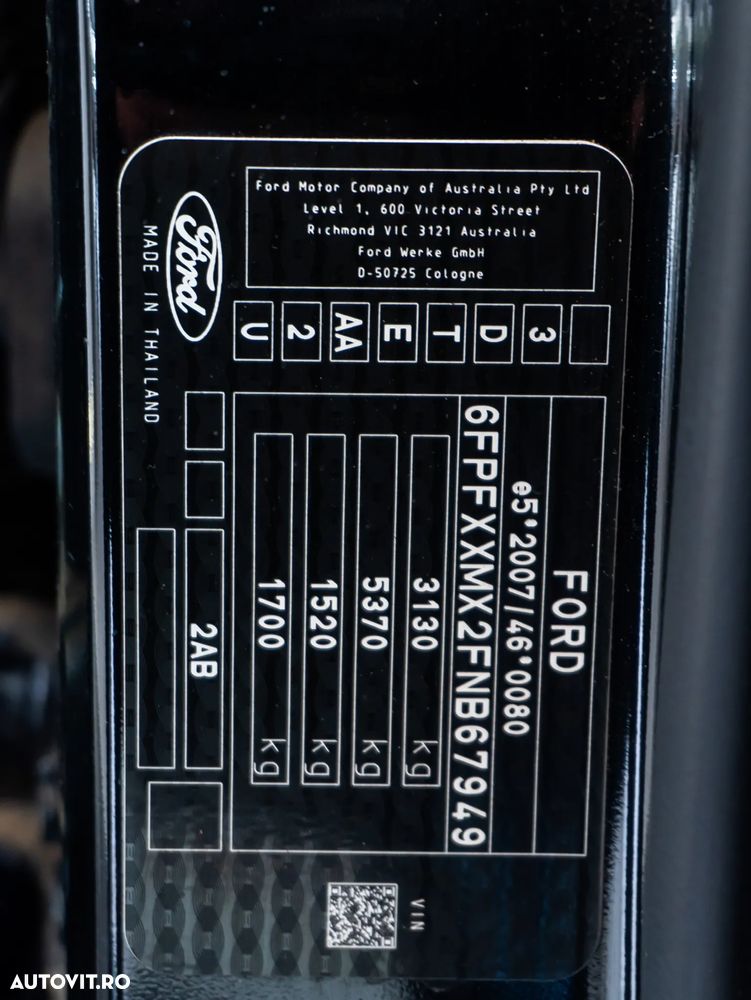 Ford Motor Company of Australia Pty Ltd
Level 1, 600 Victoria Street
Richmond VIC 3121 Australia
Ford Werke GmbH
D-50725 Cologne
Ford
MADE IN THAILAND
3
D
T
E
AA
2
U
FORD
e5*2007/46*0080
6FPFXXMX2FNB67949
3130 kg
5370 kg
1520 kg
1700 kg
2AB
VIN
AUTOVIT.RO